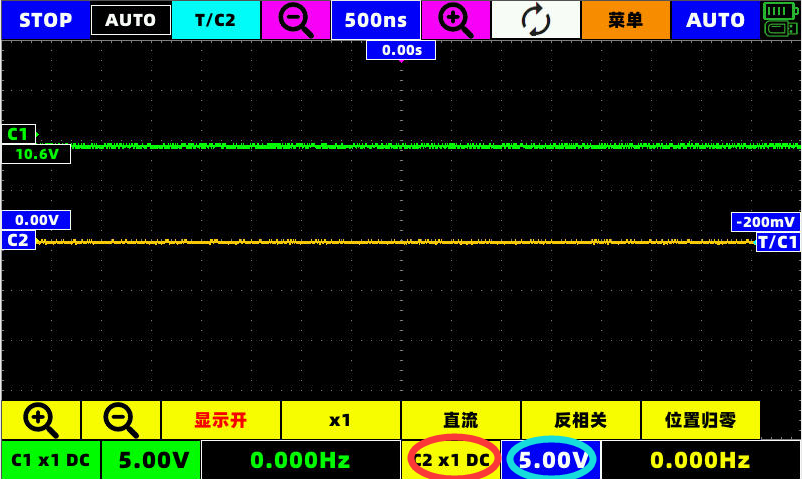 STOP AUTO T/C2 500ns 菜单 AUTO
0.00s
C1
10.6V
0.00V -200mV
C2 T/C1
显示开 x1 直流 反相关 位置归零
C1 x1 DC 5.00V 0.000Hz C2 x1 DC 5.00V 0.000Hz